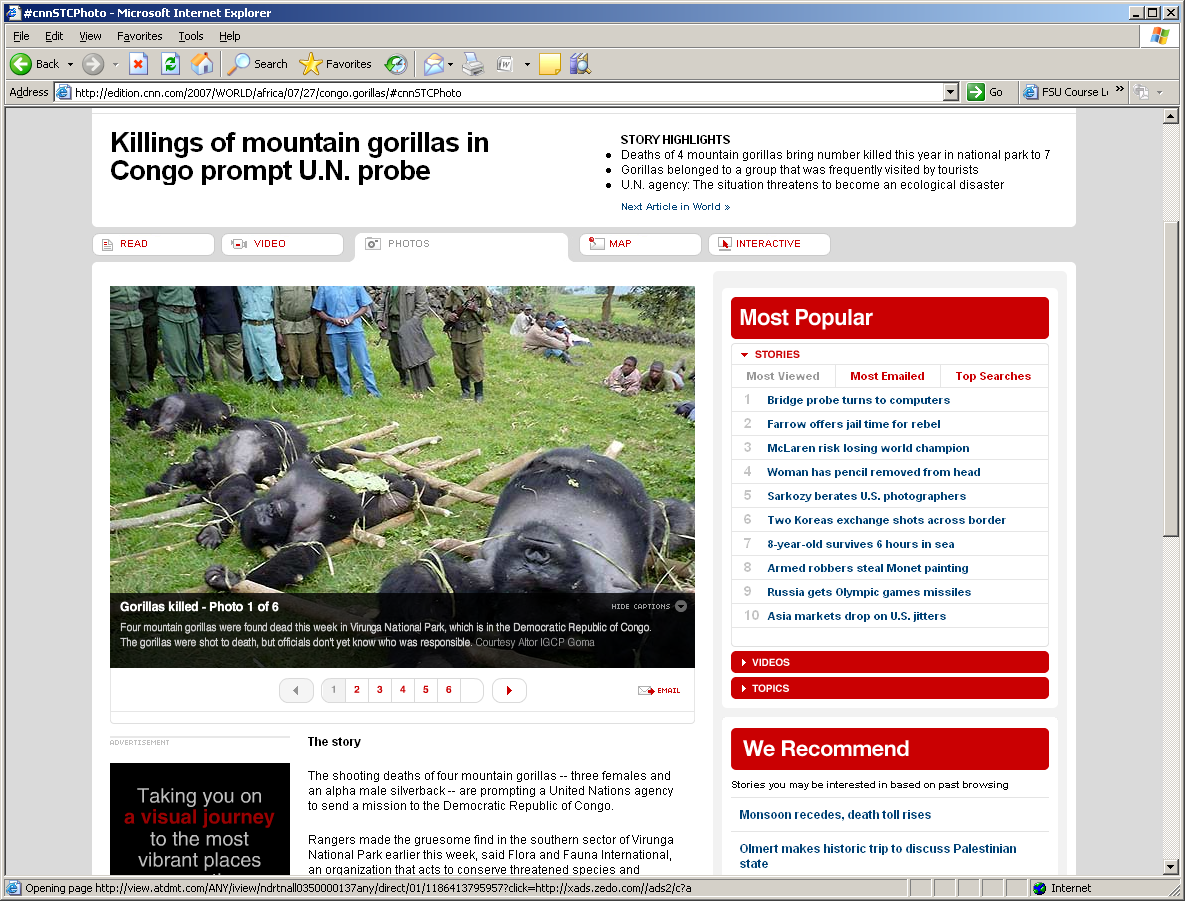 #cnnSTCPhoto - Microsoft Internet Explorer
File Edit View Favorites Tools Help
Back Search Favorites
Address http://edition.cnn.com/2007/WORLD/africa/07/27/congo.gorillas/#cnnSTCPhoto Go FSU Course L »
Killings of mountain gorillas in
Congo prompt U.N. probe
STORY HIGHLIGHTS
• Deaths of 4 mountain gorillas bring number killed this year in national park to 7
• Gorillas belonged to a group that was frequently visited by tourists
• U.N. agency: The situation threatens to become an ecological disaster
Next Article in World »
READ VIDEO PHOTOS MAP INTERACTIVE
Gorillas killed - Photo 1 of 6
HIDE CAPTIONS
Four mountain gorillas were found dead this week in Virunga National Park, which is in the Democratic Republic of Congo.
The gorillas were shot to death, but officials don't yet know who was responsible. Courtesy Altor IGCP Goma
1 2 3 4 5 6
EMAIL
ADVERTISEMENT
Taking you on
a visual journey
to the most
vibrant places
The story
The shooting deaths of four mountain gorillas -- three females and
an alpha male silverback -- are prompting a United Nations agency
to send a mission to the Democratic Republic of Congo.
Rangers made the gruesome find in the southern sector of Virunga
National Park earlier this week, said Flora and Fauna International,
an organization that acts to conserve threatened species and
Most Popular
STORIES
Most Viewed Most Emailed Top Searches
1 Bridge probe turns to computers
2 Farrow offers jail time for rebel
3 McLaren risk losing world champion
4 Woman has pencil removed from head
5 Sarkozy berates U.S. photographers
6 Two Koreas exchange shots across border
7 8-year-old survives 6 hours in sea
8 Armed robbers steal Monet painting
9 Russia gets Olympic games missiles
10 Asia markets drop on U.S. jitters
VIDEOS
TOPICS
We Recommend
Stories you may be interested in based on past browsing
Monsoon recedes, death toll rises
Olmert makes historic trip to discuss Palestinian
state
Opening page http://view.atdmt.com/ANY/iview/ndrtnall0350000137any/direct/01/1186413795957?click=http://xads.zedo.com//ads2/c?a
Internet